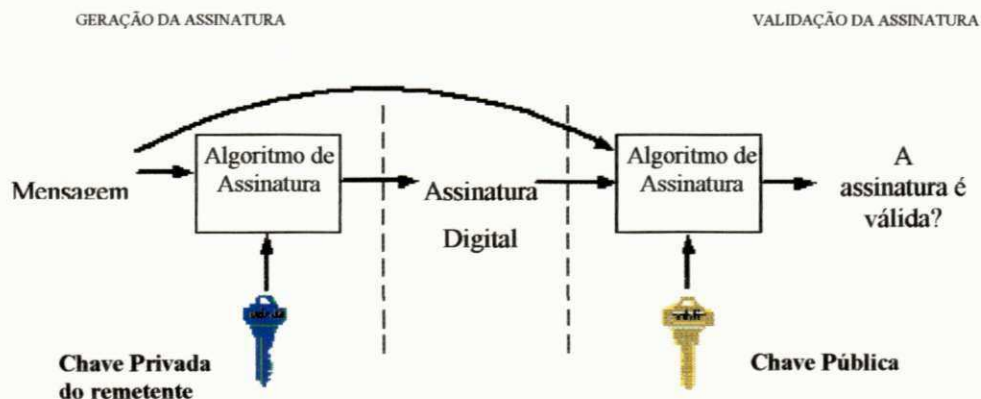 GERAÇÃO DA ASSINATURA
VALIDAÇÃO DA ASSINATURA
Mensagem
Algoritmo de
Assinatura
Assinatura
Digital
Algoritmo de
Assinatura
A
assinatura é
válida?
Chave Privada
do remetente
Chave Pública